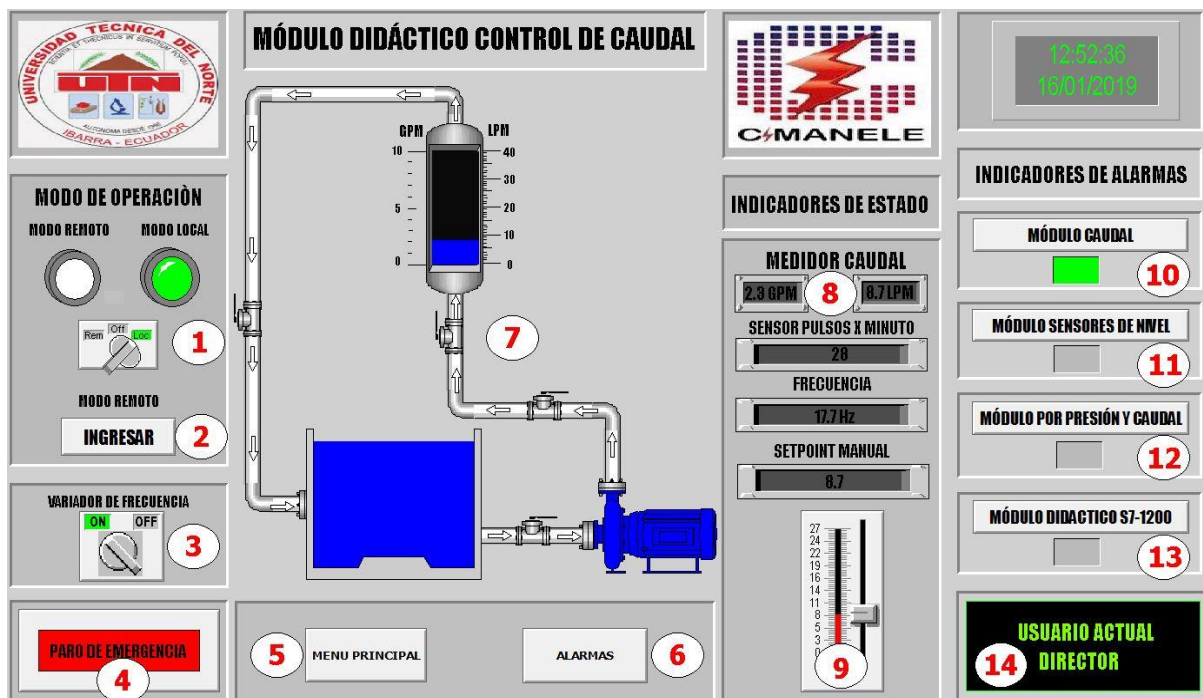 UNIVERSIDAD TECNICA DEL NORTE
UTN
AUTONOMA DESDE
IBARRA - ECUADOR
MÓDULO DIDÁCTICO CONTROL DE CAUDAL
CIMANELE
12:52:36
16/01/2019
MODO DE OPERACIÒN
MODO REMOTO
MODO LOCAL
Rem
Off
Loc
1
MODO REMOTO
INGRESAR
2
VARIADOR DE FRECUENCIA
ON
OFF
3
PARO DE EMERGENCIA
4
GPM
LPM
10
5
0
40
30
20
10
0
7
5
MENU PRINCIPAL
ALARMAS
6
INDICADORES DE ESTADO
MEDIDOR CAUDAL
2.3 GPM
8
8.7 LPM
SENSOR PULSOS X MINUTO
28
FRECUENCIA
17.7 Hz
SETPOINT MANUAL
8.7
27
24
22
19
16
14
11
8
5
3
0
9
INDICADORES DE ALARMAS
MÓDULO CAUDAL
10
MÓDULO SENSORES DE NIVEL
11
MÓDULO POR PRESIÓN Y CAUDAL
12
MÓDULO DIDACTICO S7-1200
13
USUARIO ACTUAL
DIRECTOR
14